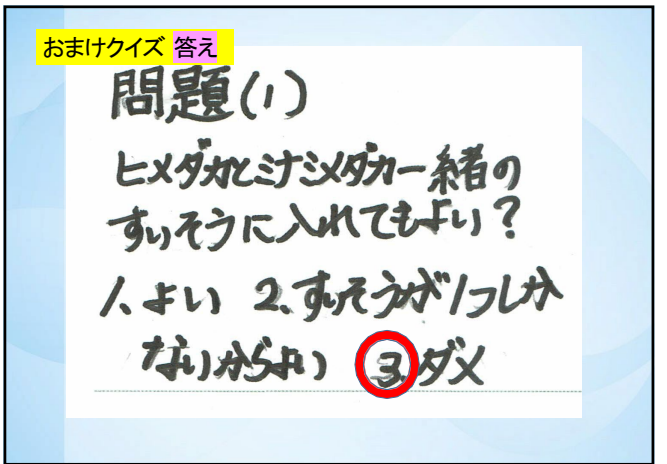 おまけクイズ 答え
問題(1)
ヒメダカとミナミメダカ一緒の
すいそうに入れてもよい?
1、よい 2、すいそうが1つしか
ないからよい 3、ダメ